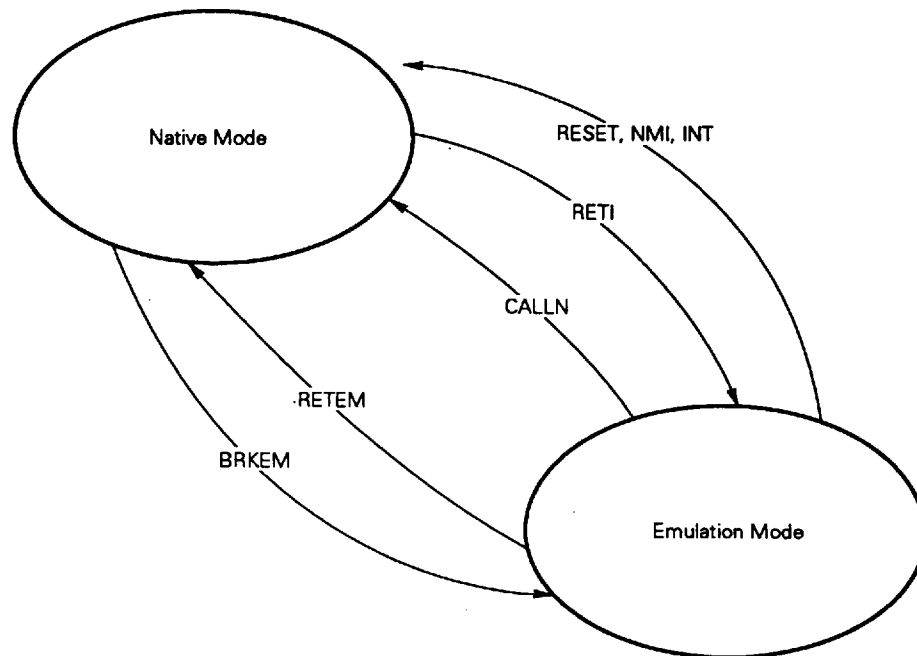 Native Mode
RESET, NMI, INT
RETI
CALLN
RETEM
BRKEM
Emulation Mode